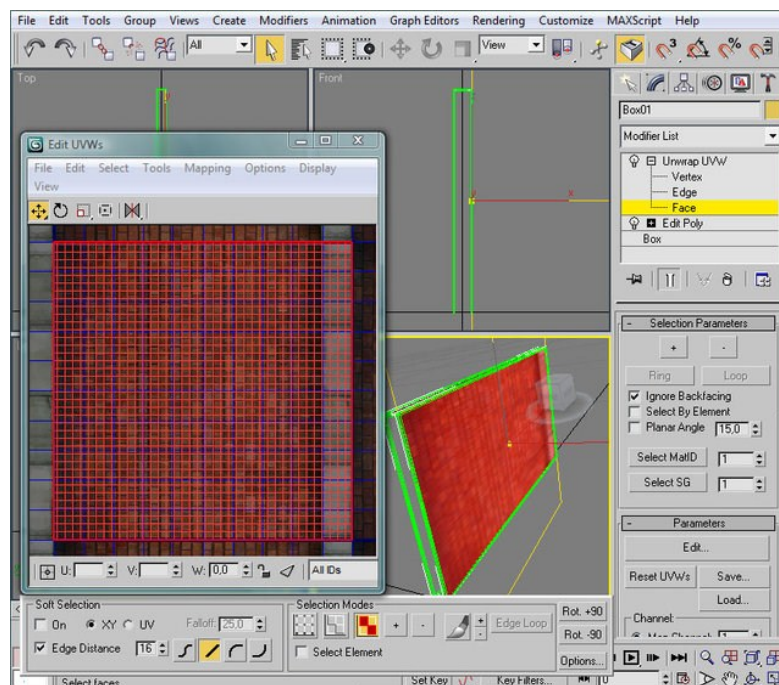 File Edit Tools Group Views Create Modifiers Animation Graph Editors Rendering Customize MAXScript Help
All View 3
Top Front
Box01
Modifier List
Unwrap UVW
Vertex
Edge
Face
Edit Poly
Box
Edit UVWs
File Edit Select Tools Mapping Options Display
View
Selection Parameters
+ -
Ring Loop
Ignore Backfacing
Select By Element
Planar Angle 15,0
Select MatID 1
Select SG 1
Parameters
Edit...
Reset UVWs Save...
Load...
Channel:
U: V: W: 0,0 All IDs
Soft Selection
On XY UV Falloff: 25,0
Edge Distance 16
Selection Modes
+ - + - Edge Loop
Select Element
Rot. +90
Rot. -90
Options...
Select faces Set Key Key Filters... 0